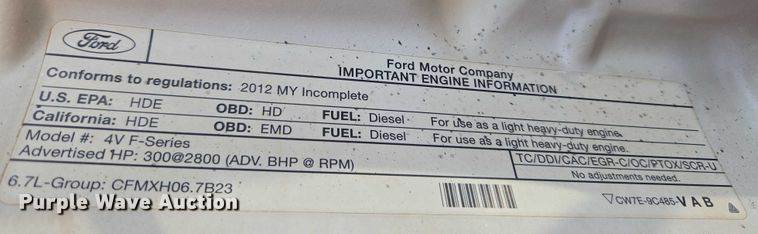 Ford
Ford Motor Company
IMPORTANT ENGINE INFORMATION
Conforms to regulations: 2012 MY Incomplete
U.S. EPA: HDE OBD: HD FUEL: Diesel For use as a light heavy-duty engine.
California: HDE OBD: EMD FUEL: Diesel For use as a light heavy-duty engine.
Model #: 4V F-Series
Advertised HP: 300@2800 (ADV. BHP @ RPM)
TC/DDI/CAC/EGR-C/OC/PTOX/SCR-U
No adjustments needed.
6.7L-Group: CFMXH06.7B23
CW7E-9C485-VAB
Purple Wave Auction